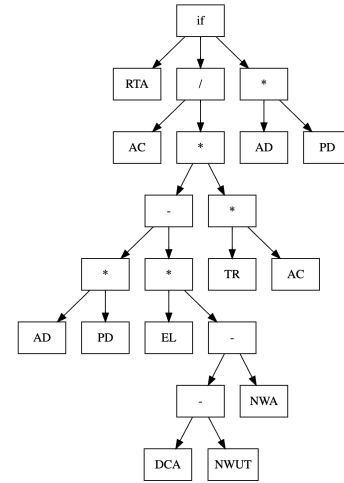 if
RTA / *
AC * AD PD
- *
* * TR AC
AD PD EL -
- NWA
DCA NWUT